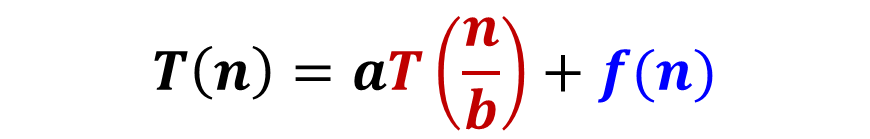 T(n) = aT(n/b) + f(n)